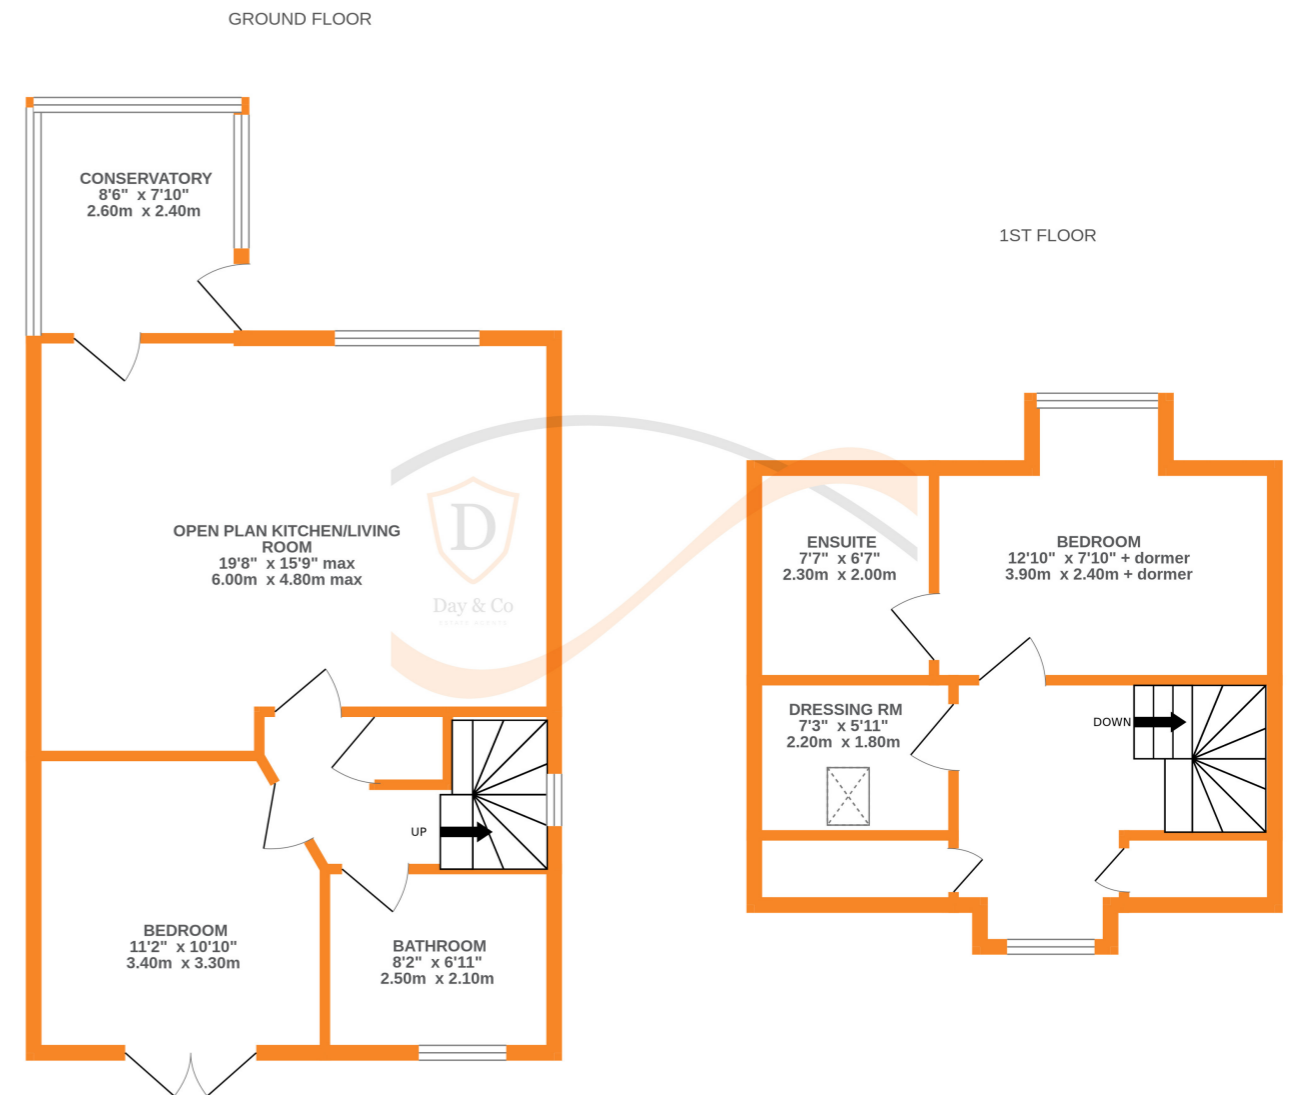 GROUND FLOOR
CONSERVATORY
8'6" x 7'10"
2.60m x 2.40m
1ST FLOOR
OPEN PLAN KITCHEN/LIVING
ROOM
19'8" x 15'9" max
6.00m x 4.80m max
D
Day & Co
ESTATE AGENTS
ENSUITE
7'7" x 6'7"
2.30m x 2.00m
BEDROOM
12'10" x 7'10" + dormer
3.90m x 2.40m + dormer
DRESSING RM
7'3" x 5'11"
2.20m x 1.80m
DOWN
UP
BEDROOM
11'2" x 10'10"
3.40m x 3.30m
BATHROOM
8'2" x 6'11"
2.50m x 2.10m